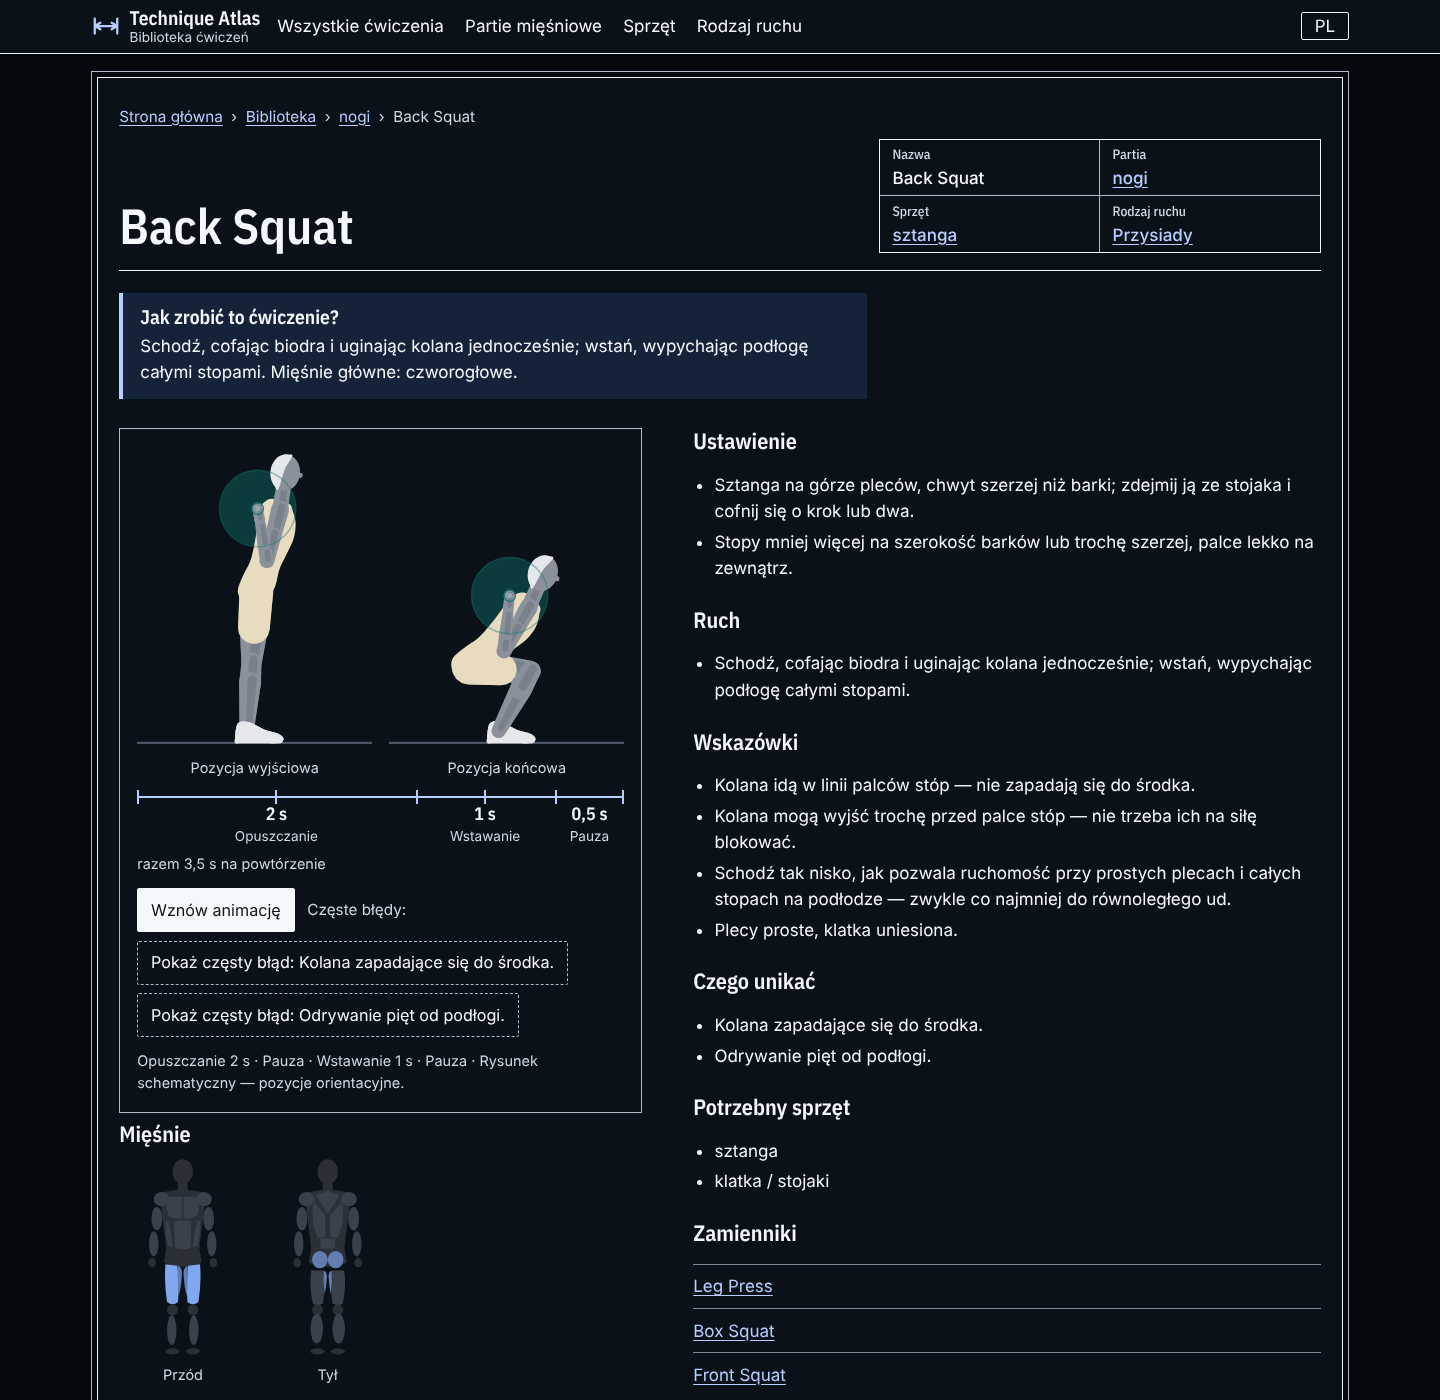 Technique Atlas
Biblioteka ćwiczeń
Wszystkie ćwiczenia
Partie mięśniowe
Sprzęt
Rodzaj ruchu
PL
Strona główna › Biblioteka › nogi › Back Squat
Back Squat
Nazwa
Back Squat
Partia
nogi
Sprzęt
sztanga
Rodzaj ruchu
Przysiady
Jak zrobić to ćwiczenie?
Schodź, cofając biodra i uginając kolana jednocześnie; wstań, wypychając podłogę
całymi stopami. Mięśnie główne: czworogłowe.
Pozycja wyjściowa
Pozycja końcowa
2 s
Opuszczanie
1 s
Wstawanie
0,5 s
Pauza
razem 3,5 s na powtórzenie
Wznów animację
Częste błędy:
Pokaż częsty błąd: Kolana zapadające się do środka.
Pokaż częsty błąd: Odrywanie pięt od podłogi.
Opuszczanie 2 s · Pauza · Wstawanie 1 s · Pauza · Rysunek
schematyczny — pozycje orientacyjne.
Mięśnie
Przód
Tył
Ustawienie
• Sztanga na górze pleców, chwyt szerzej niż barki; zdejmij ją ze stojaka i
cofnij się o krok lub dwa.
• Stopy mniej więcej na szerokość barków lub trochę szerzej, palce lekko na
zewnątrz.
Ruch
• Schodź, cofając biodra i uginając kolana jednocześnie; wstań, wypychając
podłogę całymi stopami.
Wskazówki
• Kolana idą w linii palców stóp — nie zapadają się do środka.
• Kolana mogą wyjść trochę przed palce stóp — nie trzeba ich na siłę
blokować.
• Schodź tak nisko, jak pozwala ruchomość przy prostych plecach i całych
stopach na podłodze — zwykle co najmniej do równoległego ud.
• Plecy proste, klatka uniesiona.
Czego unikać
• Kolana zapadające się do środka.
• Odrywanie pięt od podłogi.
Potrzebny sprzęt
• sztanga
• klatka / stojaki
Zamienniki
Leg Press
Box Squat
Front Squat